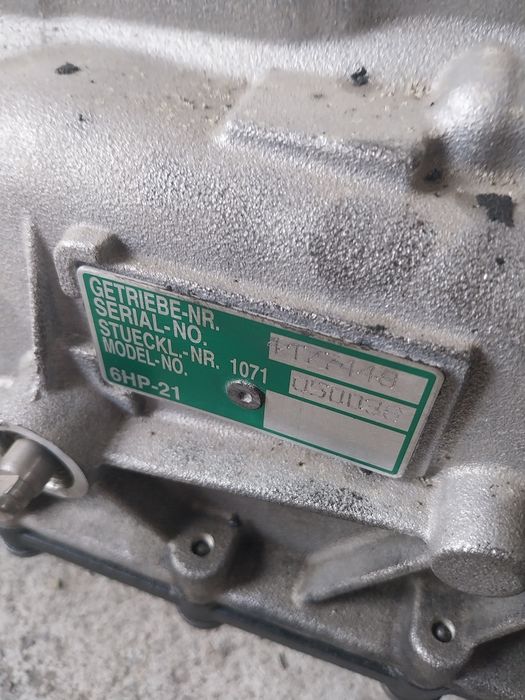 GETRIEBE-NR.
SERIAL-NO.
STUECKL.-NR. 1071
MODEL-NO.
6HP-21